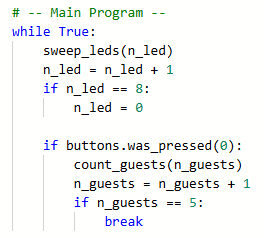 # -- Main Program --
while True:
    sweep_leds(n_led)
    n_led = n_led + 1
    if n_led == 8:
        n_led = 0

    if buttons.was_pressed(0):
        count_guests(n_guests)
        n_guests = n_guests + 1
        if n_guests == 5:
            break